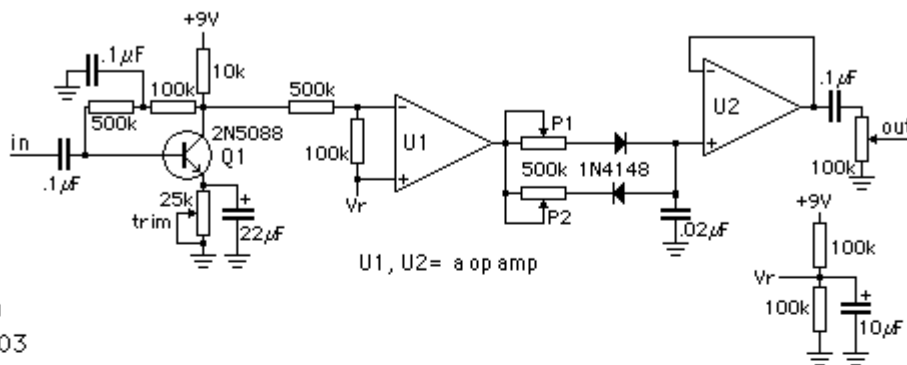 +9V
.1µF
10k
100k
500k
500k
2N5088
Q1
in
.1µF
25k
trim
22µF
100k
Vr
U1
P1
500k
1N4148
P2
.02µF
U2
.1µF
out
100k
U1, U2= a op amp
+9V
100k
Vr
100k
10µF
03